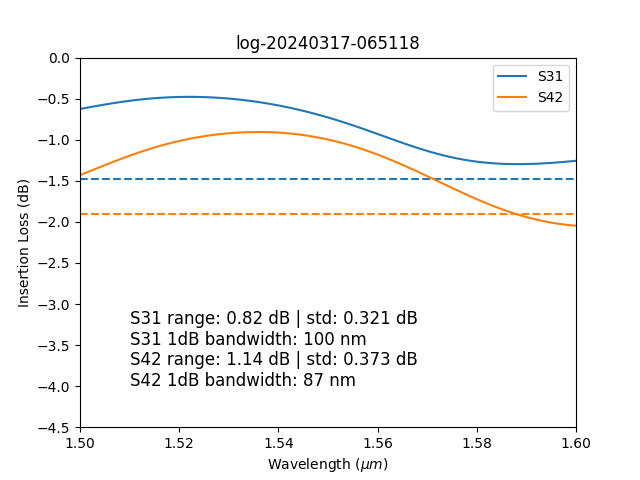 log-20240317-065118
0.0
−0.5
−1.0
−1.5
−2.0
−2.5
−3.0
−3.5
−4.0
−4.5
Insertion Loss (dB)
S31
S42
S31 range: 0.82 dB | std: 0.321 dB
S31 1dB bandwidth: 100 nm
S42 range: 1.14 dB | std: 0.373 dB
S42 1dB bandwidth: 87 nm
1.50 1.52 1.54 1.56 1.58 1.60
Wavelength (μm)